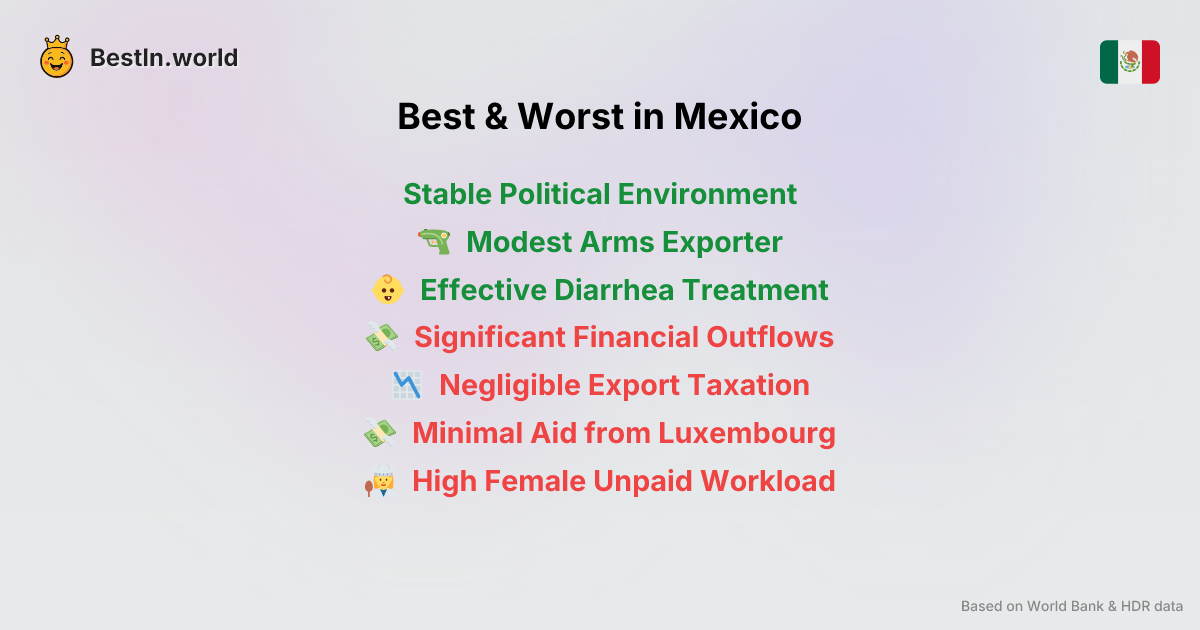 BestIn.world
Best & Worst in Mexico
Stable Political Environment
Modest Arms Exporter
Effective Diarrhea Treatment
Significant Financial Outflows
Negligible Export Taxation
Minimal Aid from Luxembourg
High Female Unpaid Workload
Based on World Bank & HDR data